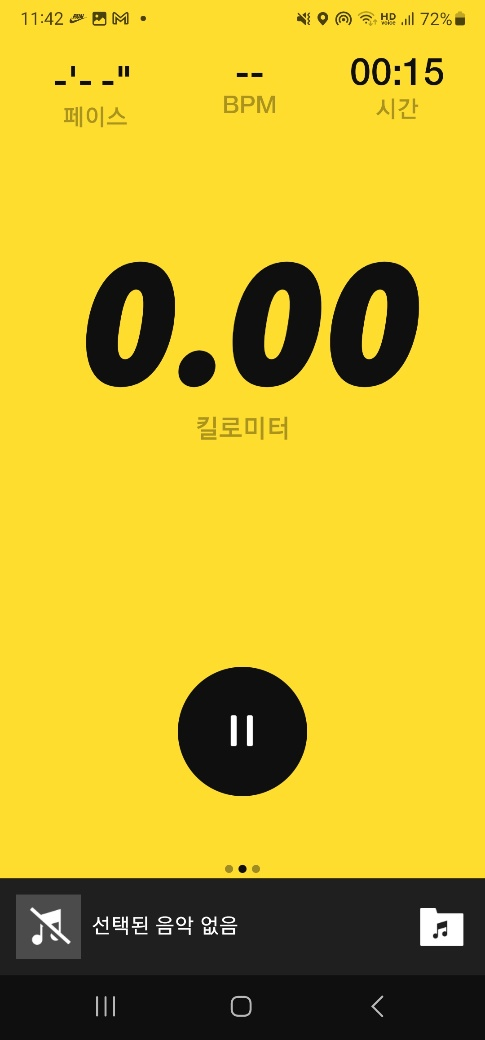 11:42 72%
-'- -" -- 00:15
페이스 BPM 시간
0.00
킬로미터
선택된 음악 없음